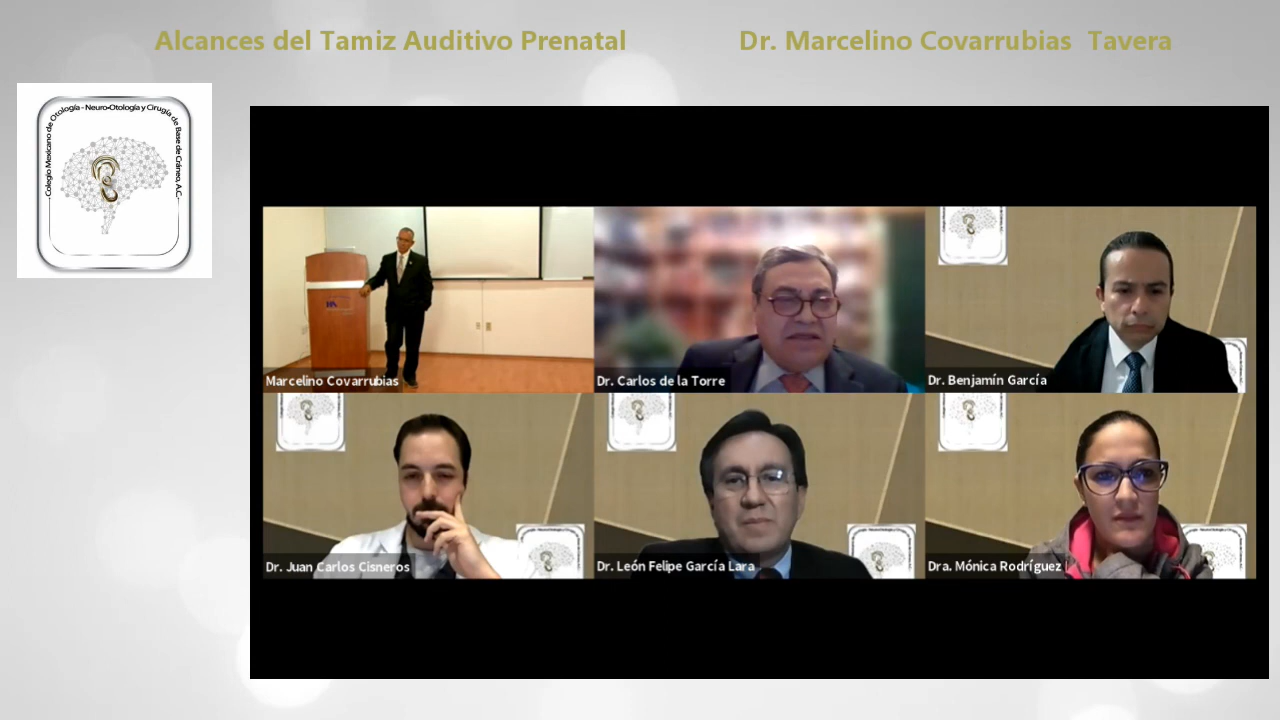 Alcances del Tamiz Auditivo Prenatal
Dr. Marcelino Covarrubias Tavera
Colegio Mexicano de Otología - Neuro-Otología y Cirugía de Base de Cráneo, A.C.
Marcelino Covarrubias
Dr. Carlos de la Torre
Dr. Benjamín García
Dr. Juan Carlos Cisneros
Dr. León Felipe García Lara
Dra. Mónica Rodríguez